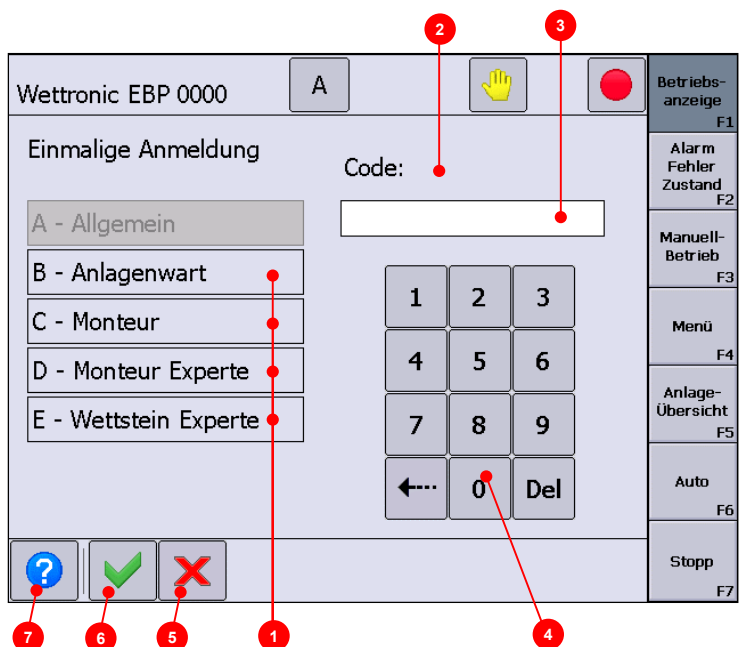 2
3
Wettronic EBP 0000
A
Einmalige Anmeldung
Code:
A - Allgemein
B - Anlagenwart
C - Monteur
D - Monteur Experte
E - Wettstein Experte
1 2 3
4 5 6
7 8 9
0 Del
Betriebs-
anzeige
F1
Alarm
Fehler
Zustand
F2
Manuell-
Betrieb
F3
Menü
F4
Anlage-
Übersicht
F5
Auto
F6
Stopp
F7
?
7
6
5
1
4